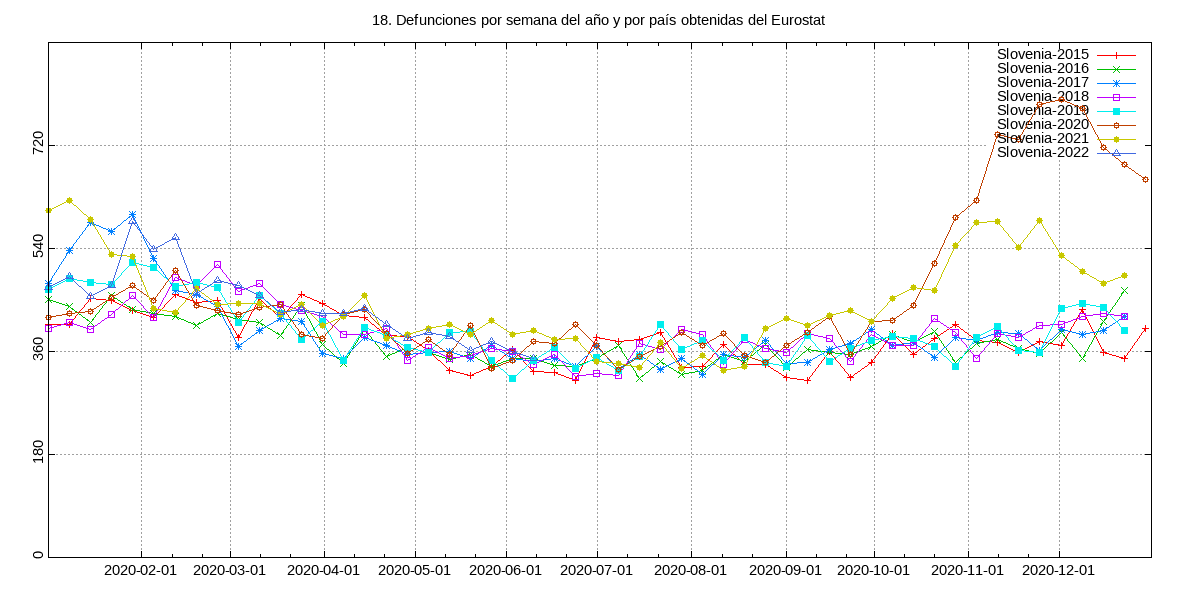 18. Defunciones por semana del año y por país obtenidas del Eurostat
Slovenia-2015
Slovenia-2016
Slovenia-2017
Slovenia-2018
Slovenia-2019
Slovenia-2020
Slovenia-2021
Slovenia-2022
720
540
360
180
0
2020-02-01 2020-03-01 2020-04-01 2020-05-01 2020-06-01 2020-07-01 2020-08-01 2020-09-01 2020-10-01 2020-11-01 2020-12-01